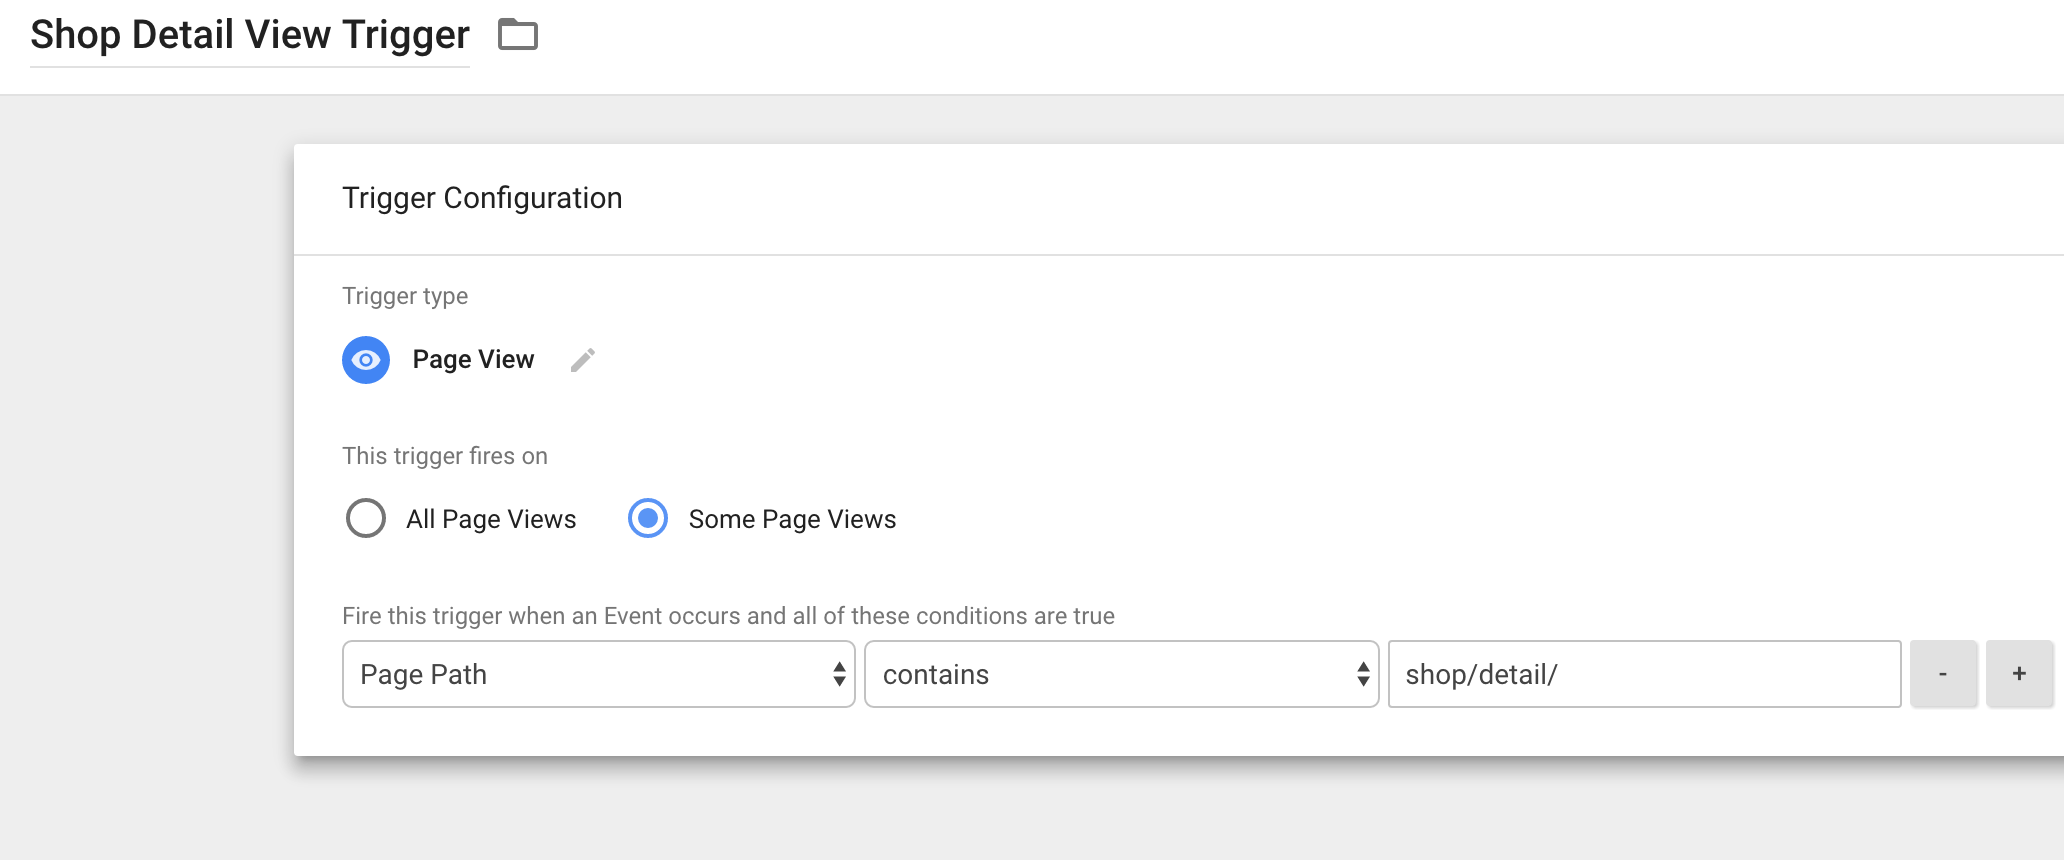 Shop Detail View Trigger
Trigger Configuration
Trigger type
Page View
This trigger fires on
All Page Views Some Page Views
Fire this trigger when an Event occurs and all of these conditions are true
Page Path contains shop/detail/ - +